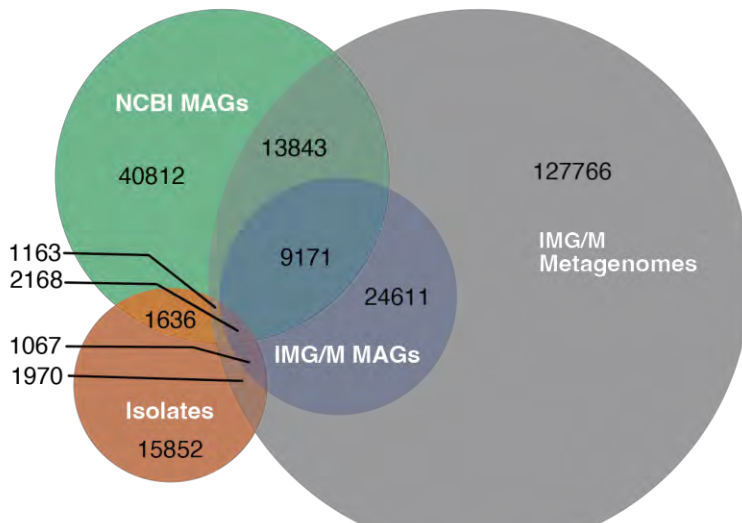 NCBI MAGs
13843
40812
127766
IMG/M
Metagenomes
1163
9171
2168
24611
1636
1067
IMG/M MAGs
1970
Isolates
15852